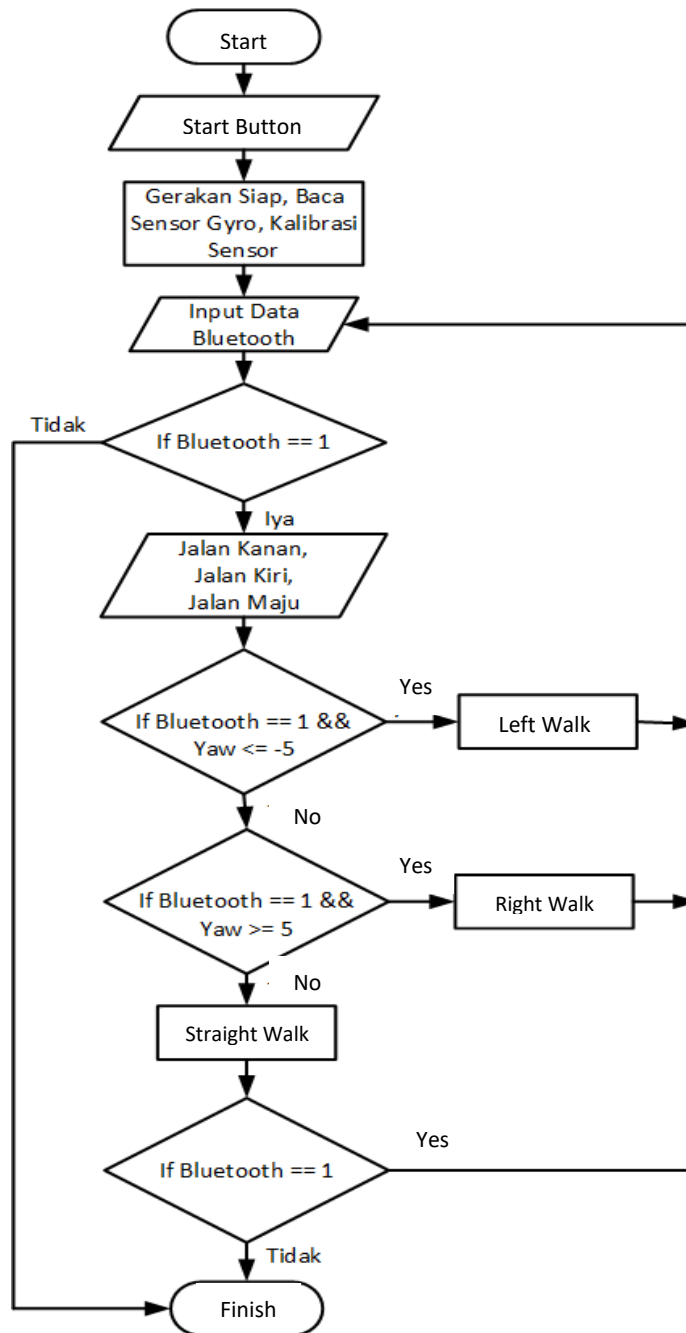 Start
Start Button
Gerakan Siap, Baca
Sensor Gyro, Kalibrasi
Sensor
Input Data
Bluetooth
Tidak
If Bluetooth == 1
Iya
Jalan Kanan,
Jalan Kiri,
Jalan Maju
If Bluetooth == 1 &&
Yaw <= -5
Yes
Left Walk
No
If Bluetooth == 1 &&
Yaw >= 5
Yes
Right Walk
No
Straight Walk
If Bluetooth == 1
Yes
Tidak
Finish